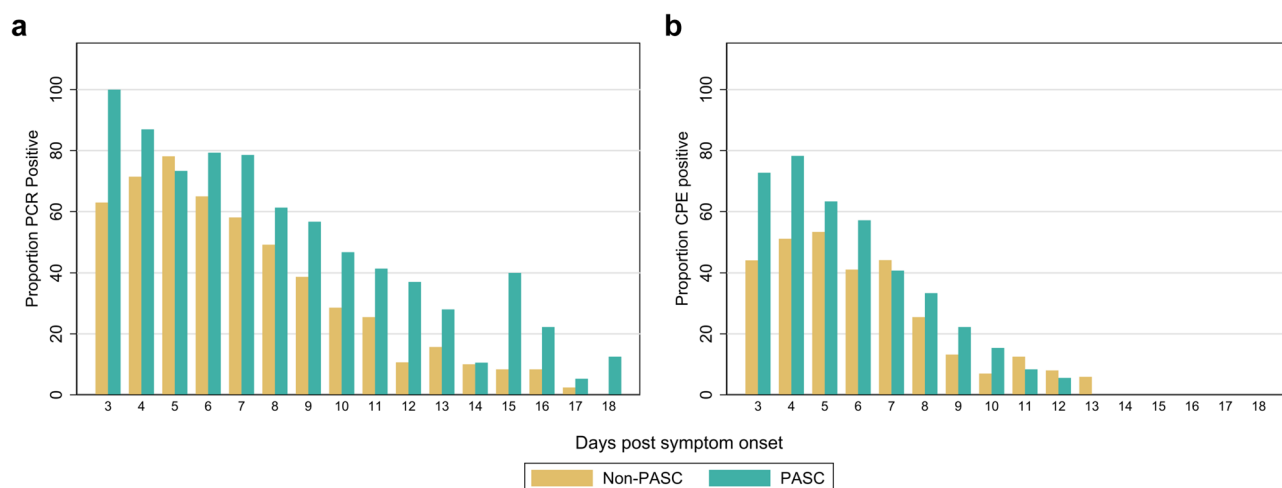 a
Proportion PCR Positive
0
20
40
60
80
100
3 4 5 6 7 8 9 10 11 12 13 14 15 16 17 18
b
Proportion CPE positive
0
20
40
60
80
100
3 4 5 6 7 8 9 10 11 12 13 14 15 16 17 18
Days post symptom onset
Non-PASC PASC